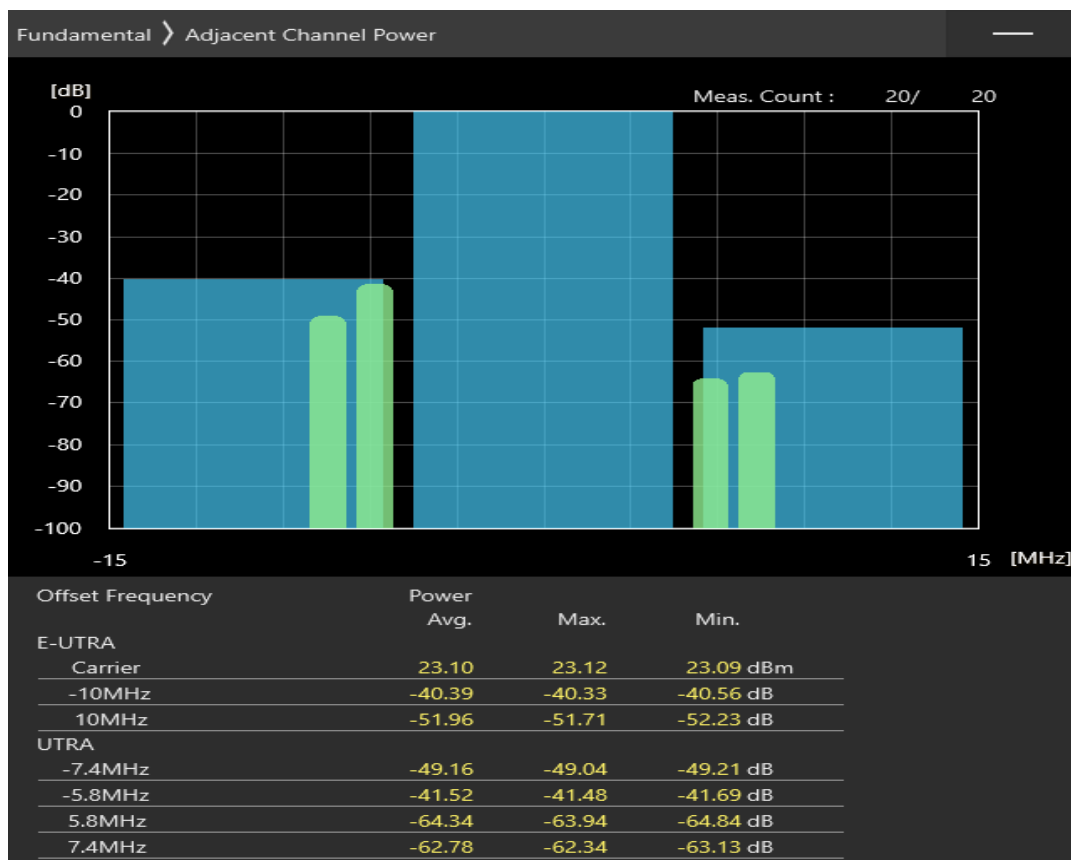 Fundamental ❯ Adjacent Channel Power
[dB]
Meas. Count : 20/ 20
0
-10
-20
-30
-40
-50
-60
-70
-80
-90
-100
-15 15 [MHz]
Offset Frequency Power
Avg. Max. Min.
E-UTRA
Carrier 23.10 23.12 23.09 dBm
-10MHz -40.39 -40.33 -40.56 dB
10MHz -51.96 -51.71 -52.23 dB
UTRA
-7.4MHz -49.16 -49.04 -49.21 dB
-5.8MHz -41.52 -41.48 -41.69 dB
5.8MHz -64.34 -63.94 -64.84 dB
7.4MHz -62.78 -62.34 -63.13 dB